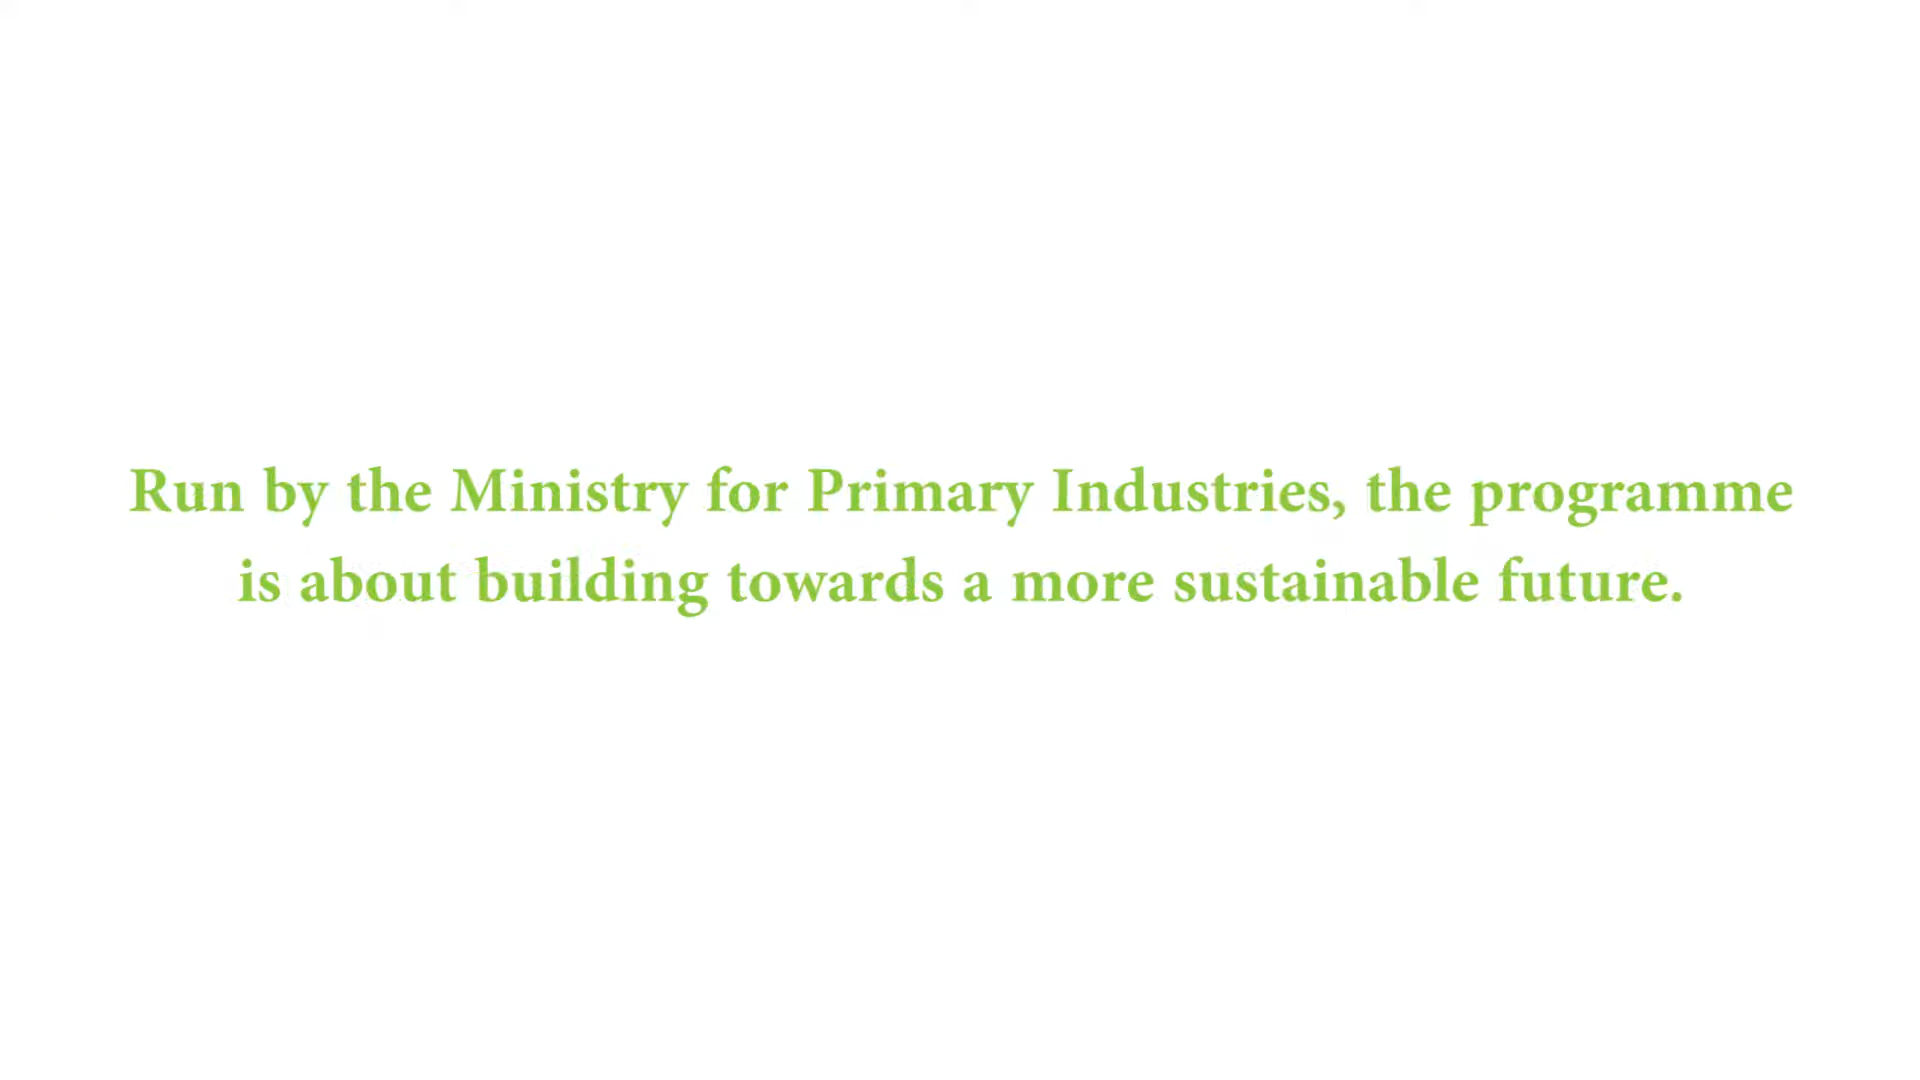 Run by the Ministry for Primary Industries, the programme
is about building towards a more sustainable future.